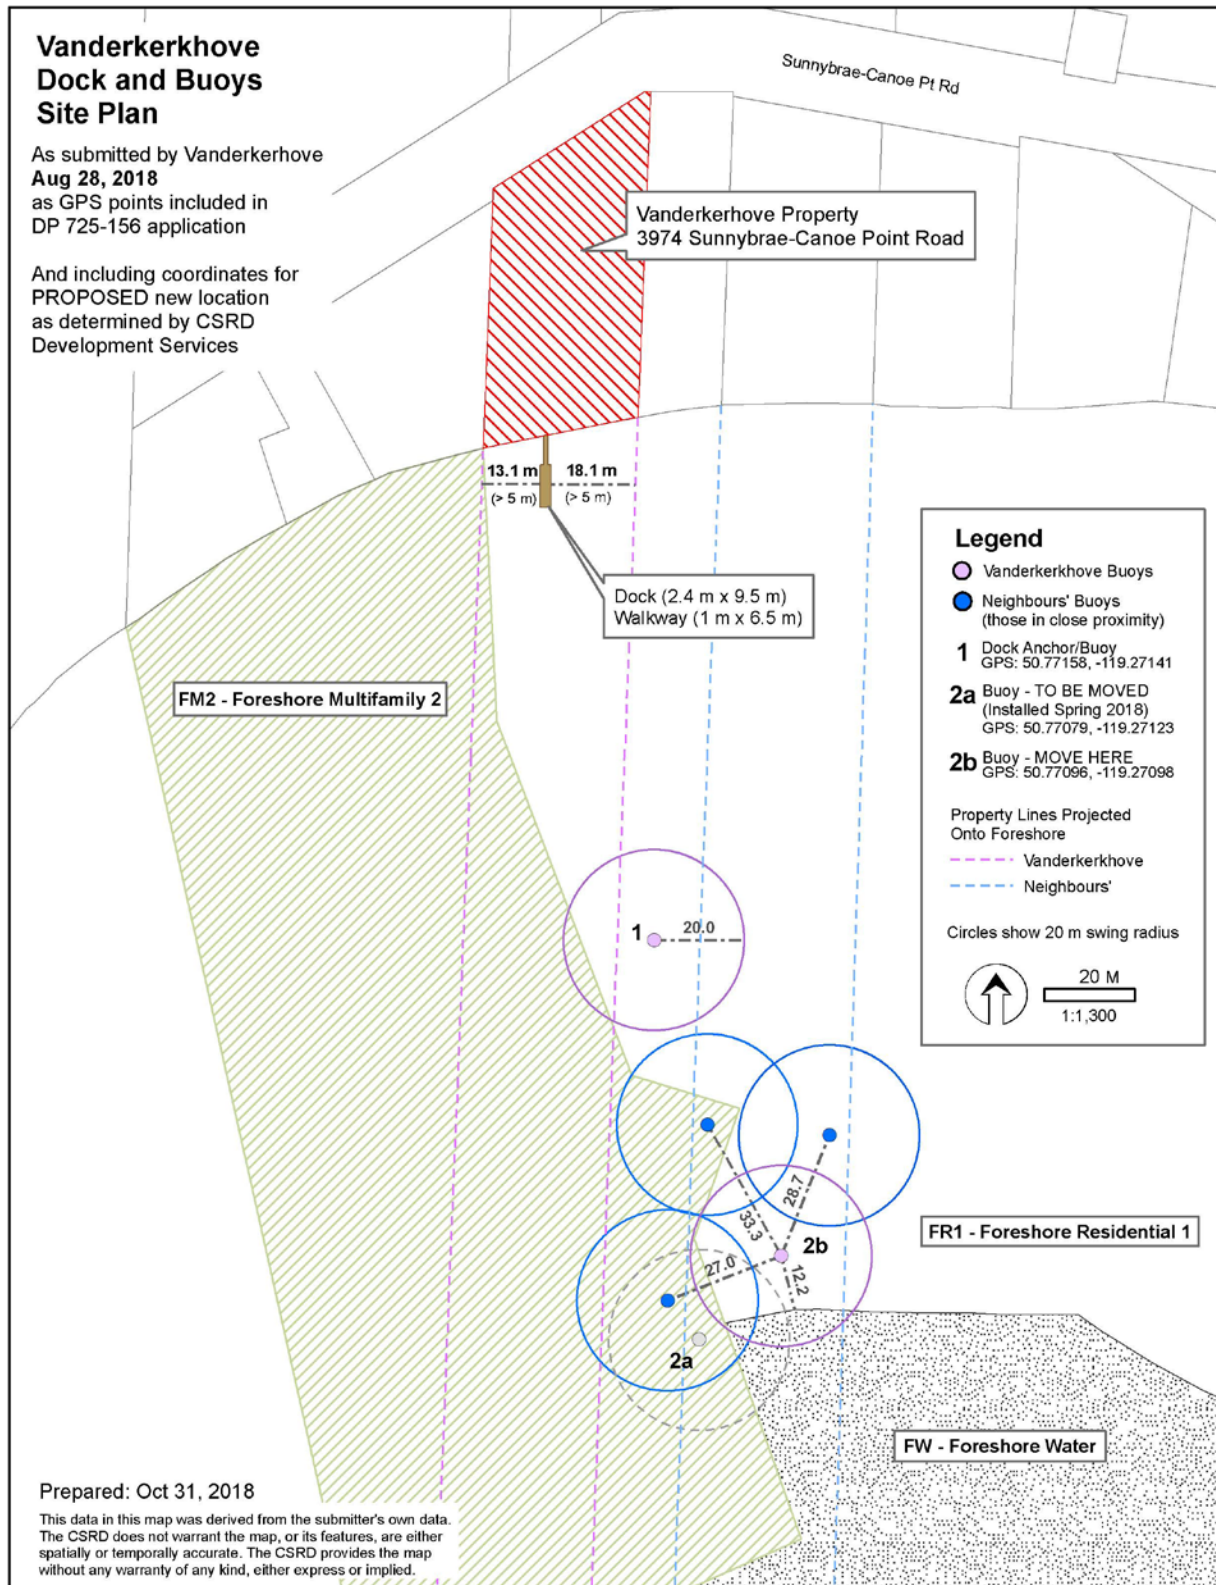 Vanderkerkhove
Dock and Buoys
Site Plan
As submitted by Vanderkerhove
Aug 28, 2018
as GPS points included in
DP 725-156 application
And including coordinates for
PROPOSED new location
as determined by CSRD
Development Services
Sunnybrae-Canoe Pt Rd
Vanderkerhove Property
3974 Sunnybrae-Canoe Point Road
13.1 m
18.1 m
(> 5 m)
(> 5 m)
Dock (2.4 m x 9.5 m)
Walkway (1 m x 6.5 m)
FM2 - Foreshore Multifamily 2
Legend
Vanderkerkhove Buoys
Neighbours' Buoys
(those in close proximity)
1 Dock Anchor/Buoy
GPS: 50.77158, -119.27141
2a Buoy - TO BE MOVED
(Installed Spring 2018)
GPS: 50.77079, -119.27123
2b Buoy - MOVE HERE
GPS: 50.77096, -119.27098
Property Lines Projected
Onto Foreshore
Vanderkerkhove
Neighbours'
Circles show 20 m swing radius
20 M
1:1,300
1
20.0
33.3
28.7
2b
27.0
12.2
2a
FR1 - Foreshore Residential 1
FW - Foreshore Water
Prepared: Oct 31, 2018
This data in this map was derived from the submitter's own data.
The CSRD does not warrant the map, or its features, are either
spatially or temporally accurate. The CSRD provides the map
without any warranty of any kind, either express or implied.